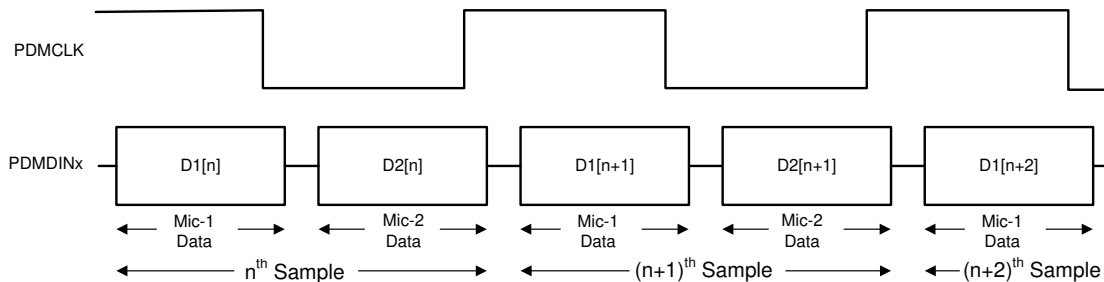 PDMCLK
PDMDINx
D1[n]
D2[n]
D1[n+1]
D2[n+1]
D1[n+2]
Mic-1
Data
Mic-2
Data
Mic-1
Data
Mic-2
Data
Mic-1
Data
nth Sample
(n+1)th Sample
(n+2)th Sample